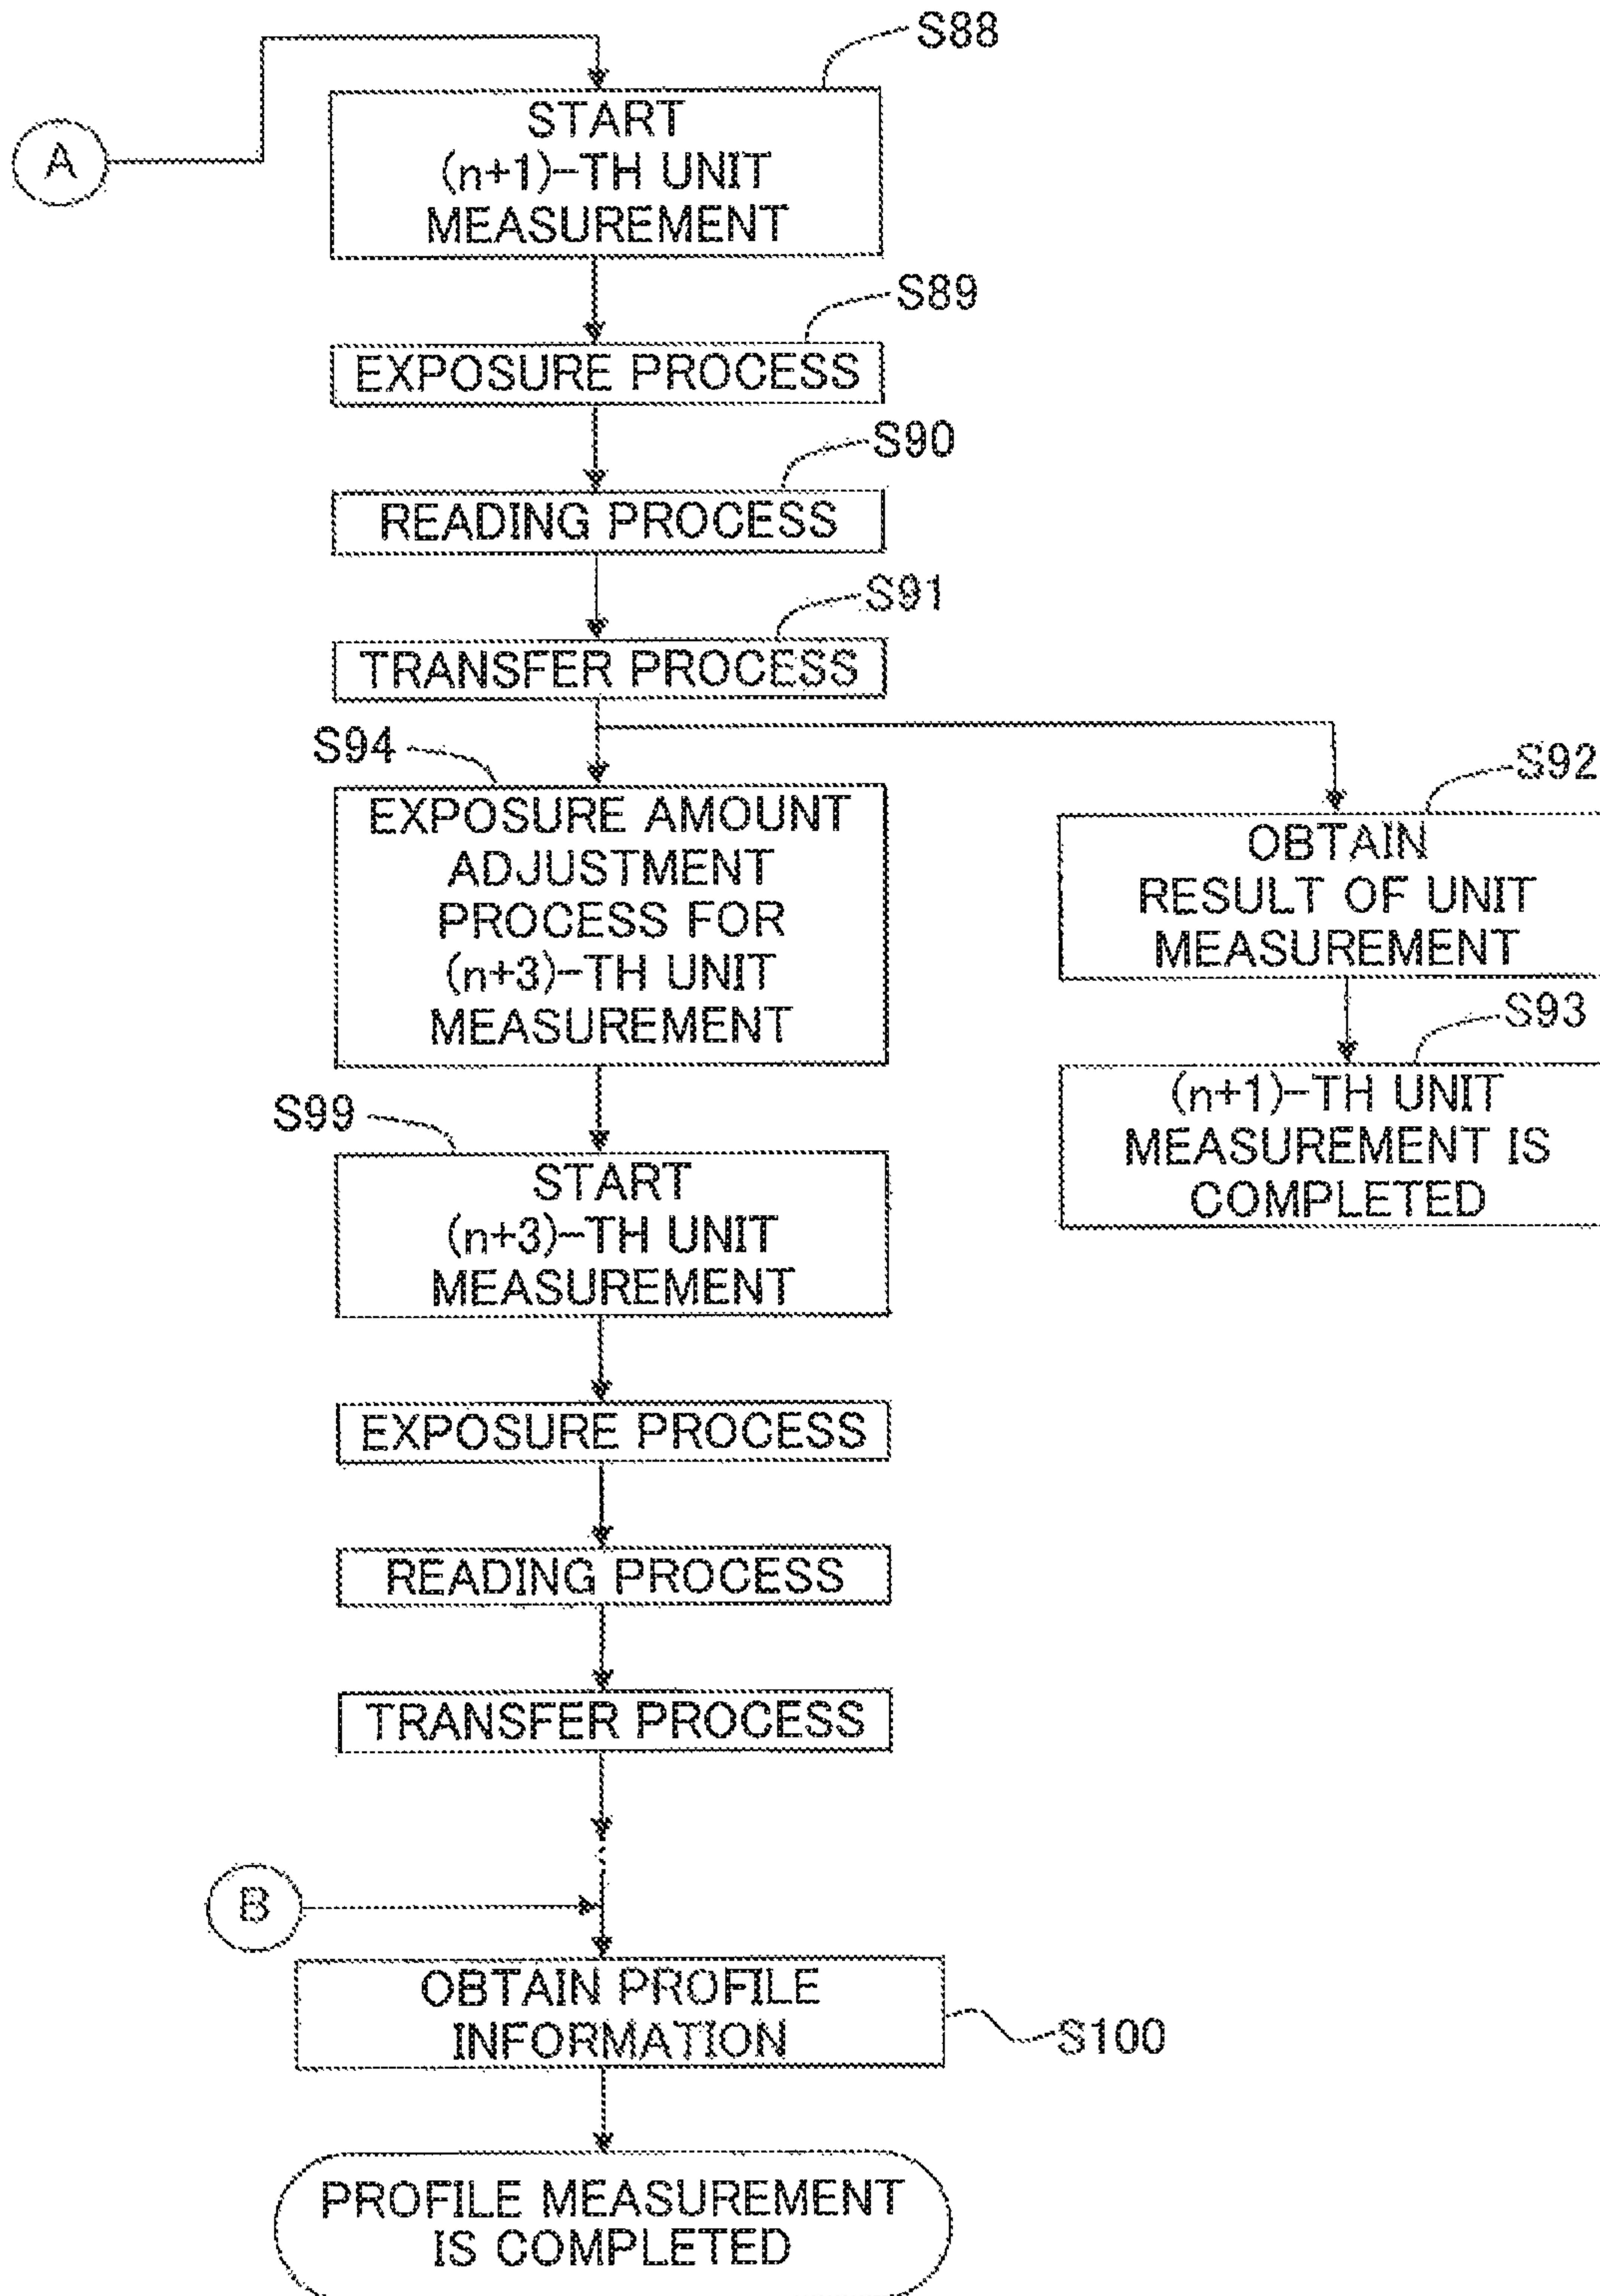 S88
A
START
(n+1)-TH UNIT
MEASUREMENT
S89
EXPOSURE PROCESS
S90
READING PROCESS
S91
TRANSFER PROCESS
S94
EXPOSURE AMOUNT
ADJUSTMENT
PROCESS FOR
(n+3)-TH UNIT
MEASUREMENT
S92
OBTAIN
RESULT OF UNIT
MEASUREMENT
S93
(n+1)-TH UNIT
MEASUREMENT IS
COMPLETED
S99
START
(n+3)-TH UNIT
MEASUREMENT
EXPOSURE PROCESS
READING PROCESS
TRANSFER PROCESS
B
OBTAIN PROFILE
INFORMATION
S100
PROFILE MEASUREMENT
IS COMPLETED